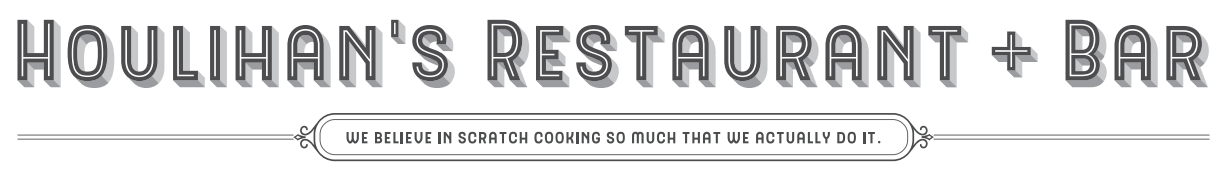 HOULIHAN'S RESTAURANT + BAR
WE BELIEVE IN SCRATCH COOKING SO MUCH THAT WE ACTUALLY DO IT.